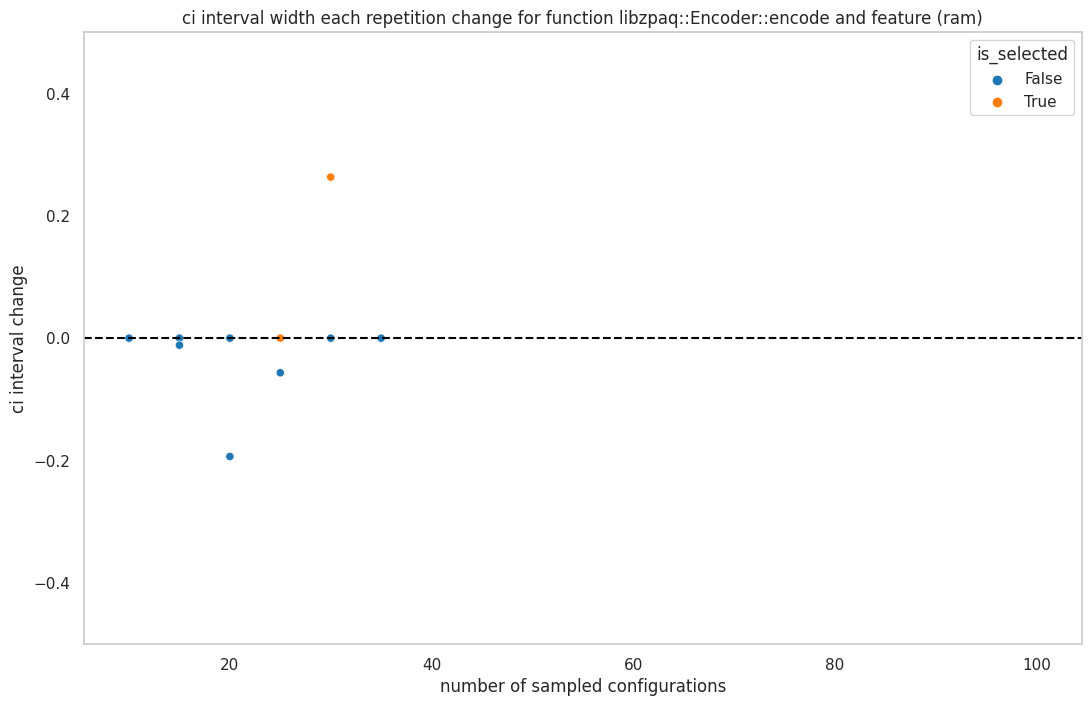 ci interval width each repetition change for function libzpaq::Encoder::encode and feature (ram)
is_selected
False
True
0.4
0.2
0.0
−0.2
−0.4
ci interval change
20 40 60 80 100
number of sampled configurations